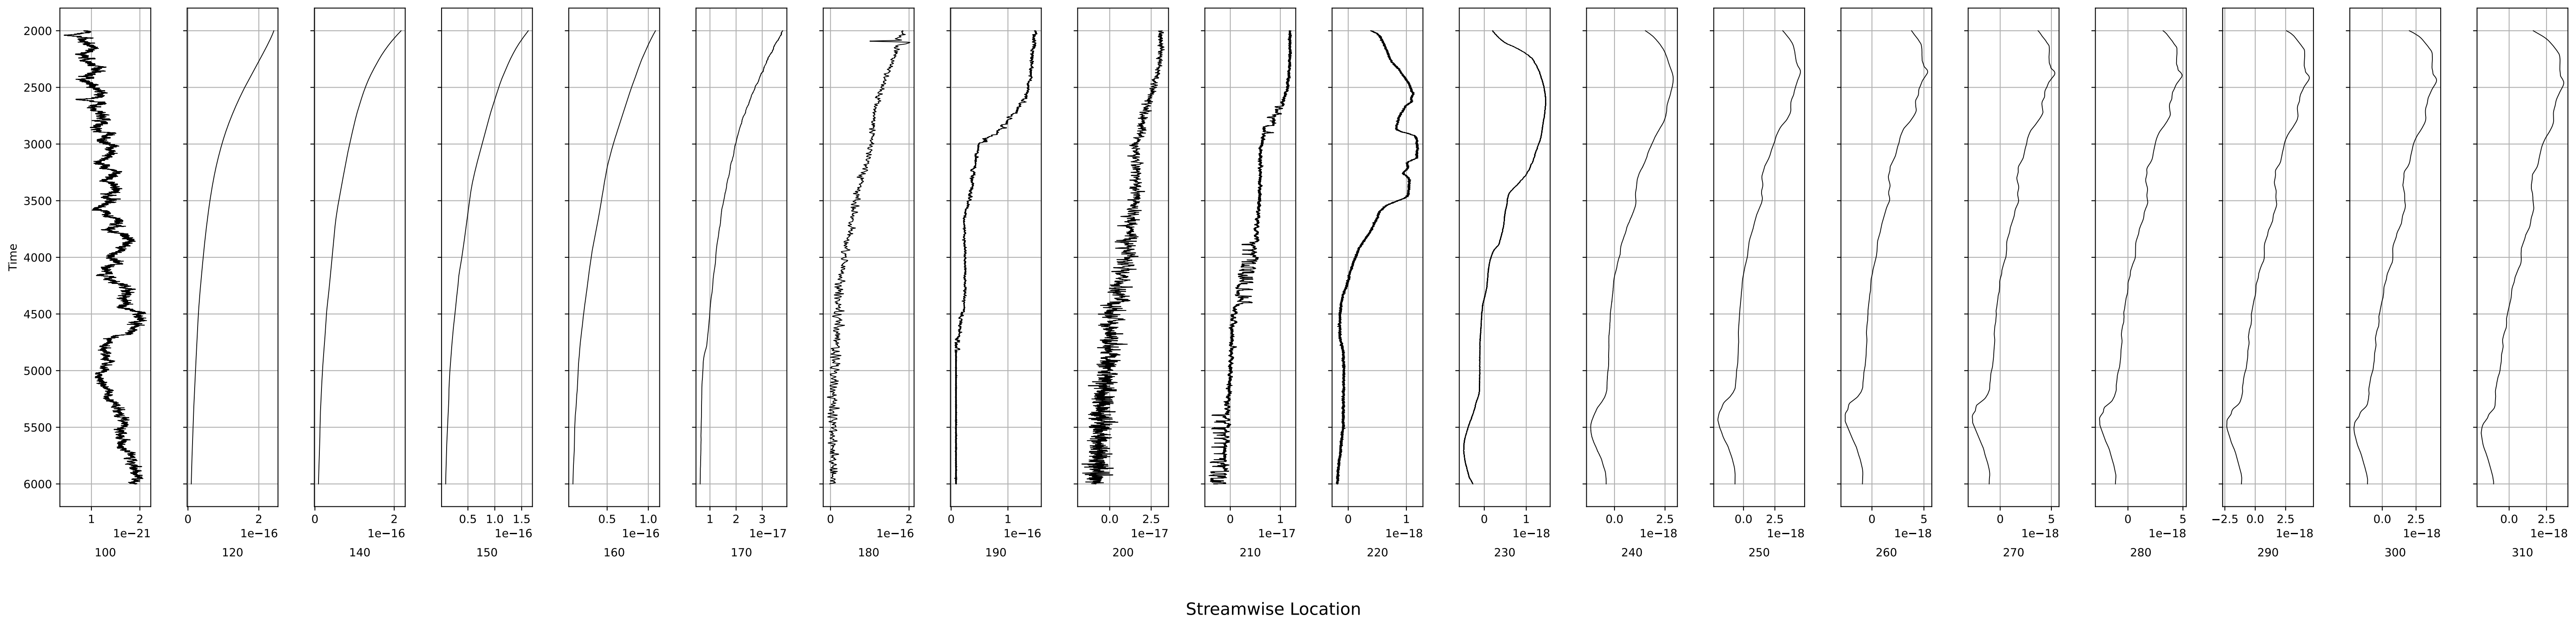 2000
2500
3000
3500
4000
4500
5000
5500
6000
Time
1 2 0 2 0 2 0.5 1.0 1.5 0.5 1.0 1 2 3 0 2 0 1 0.0 2.5 0 1 0 1 0 1 0.0 2.5 0.0 2.5 0 5 0 5 0 5 −2.5 0.0 2.5 0.0 2.5 0.0 2.5
1e−21 1e−16 1e−16 1e−16 1e−16 1e−17 1e−16 1e−16 1e−17 1e−17 1e−18 1e−18 1e−18 1e−18 1e−18 1e−18 1e−18 1e−18 1e−18 1e−18
100 120 140 150 160 170 180 190 200 210 220 230 240 250 260 270 280 290 300 310
Streamwise Location